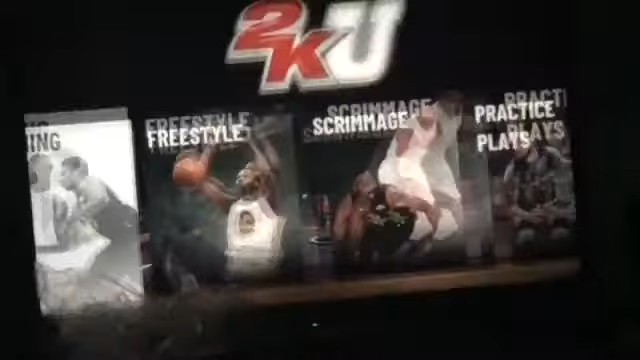 2KU
ING
FREESTYLE
SCRIMMAGE
PRACTICE
PLAYS